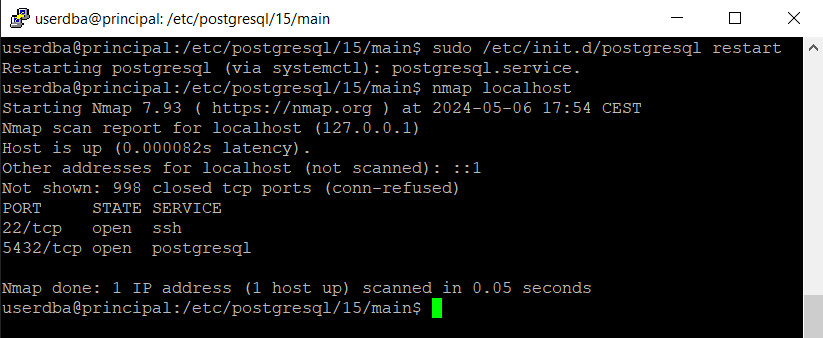 userdba@principal: /etc/postgresql/15/main
userdba@principal:/etc/postgresql/15/main$ sudo /etc/init.d/postgresql restart
Restarting postgresql (via systemctl): postgresql.service.
userdba@principal:/etc/postgresql/15/main$ nmap localhost
Starting Nmap 7.93 ( https://nmap.org ) at 2024-05-06 17:54 CEST
Nmap scan report for localhost (127.0.0.1)
Host is up (0.000082s latency).
Other addresses for localhost (not scanned): ::1
Not shown: 998 closed tcp ports (conn-refused)
PORT     STATE SERVICE
22/tcp   open  ssh
5432/tcp open  postgresql
Nmap done: 1 IP address (1 host up) scanned in 0.05 seconds
userdba@principal:/etc/postgresql/15/main$